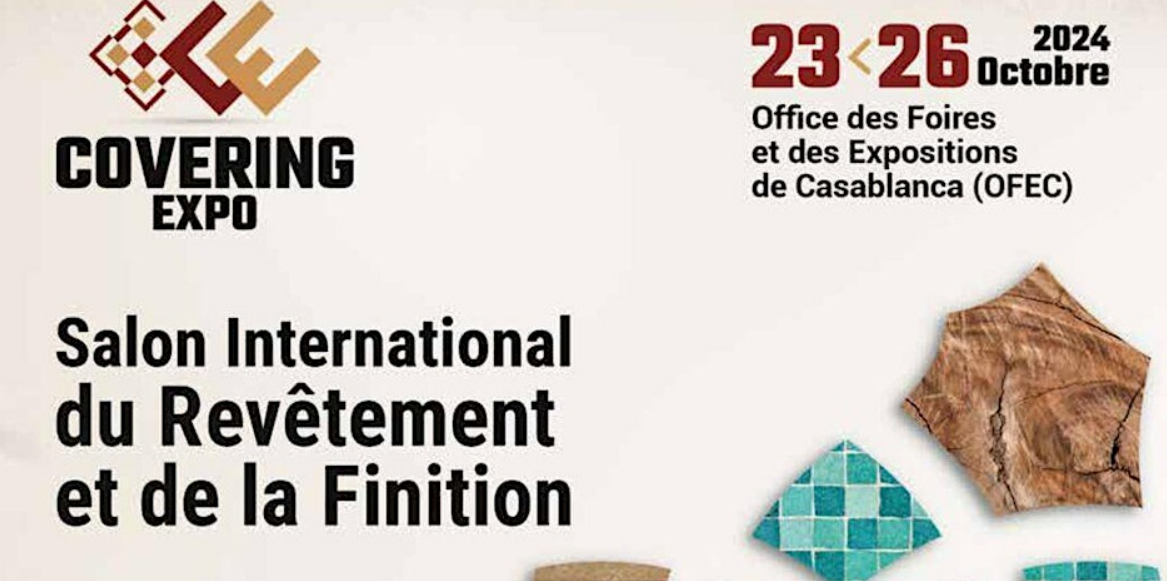 COVERING
EXPO
23<26 2024 Octobre
Office des Foires
et des Expositions
de Casablanca (OFEC)
Salon International
du Revêtement
et de la Finition